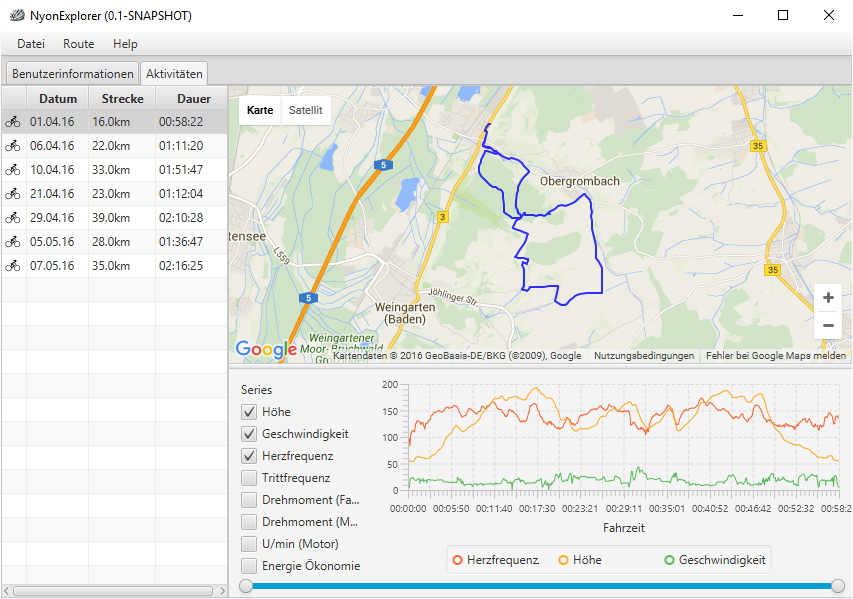 NyonExplorer (0.1-SNAPSHOT)
Datei Route Help
Benutzerinformationen Aktivitäten
Datum Strecke Dauer
01.04.16 16.0km 00:58:22
06.04.16 22.0km 01:11:20
10.04.16 33.0km 01:51:47
21.04.16 23.0km 01:12:04
29.04.16 39.0km 02:10:28
05.05.16 28.0km 01:36:47
07.05.16 35.0km 02:16:25
Karte Satellit
35
5
Obergrombach
3
tensee
L559
35
5
Jöhlinger Str.
Weingarten
(Baden)
+
−
Weingartener
Moor-Bruchwald
Google
Kartendaten © 2016 GeoBasis-DE/BKG (©2009), Google Nutzungsbedingungen Fehler bei Google Maps melden
Series
Höhe
Geschwindigkeit
Herzfrequenz
Trittfrequenz
Drehmoment (Fa...
Drehmoment (M...
U/min (Motor)
Energie Ökonomie
200
150
100
50
0
00:00:00 00:05:50 00:11:40 00:17:30 00:23:21 00:29:11 00:35:01 00:40:52 00:46:42 00:52:32 00:58:2
Fahrzeit
Herzfrequenz Höhe Geschwindigkeit